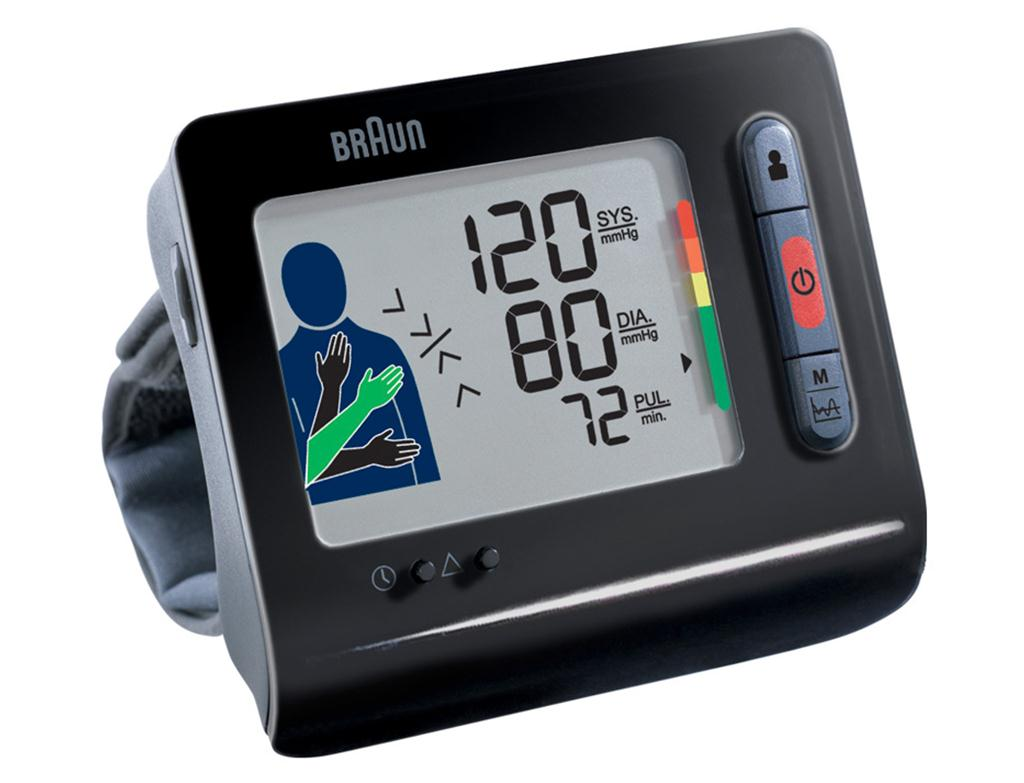 BRAUN
120 SYS. mmHg
80 DIA. mmHg
72 PUL. min.
M